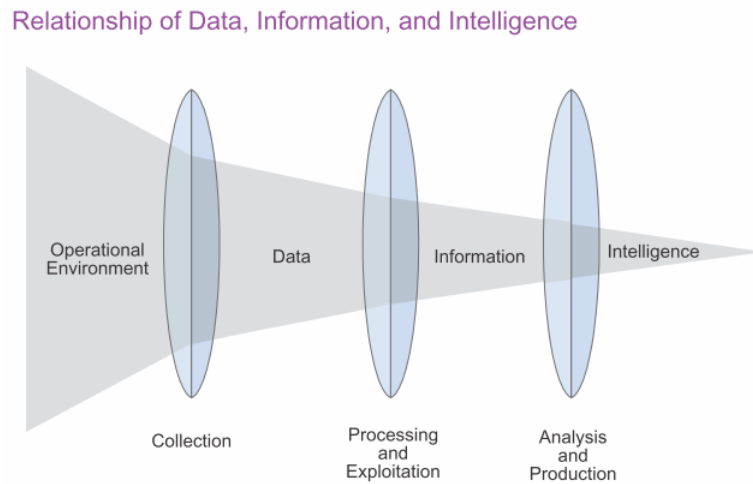 Relationship of Data, Information, and Intelligence
Operational
Environment
Data
Information
Intelligence
Collection
Processing
and
Exploitation
Analysis
and
Production